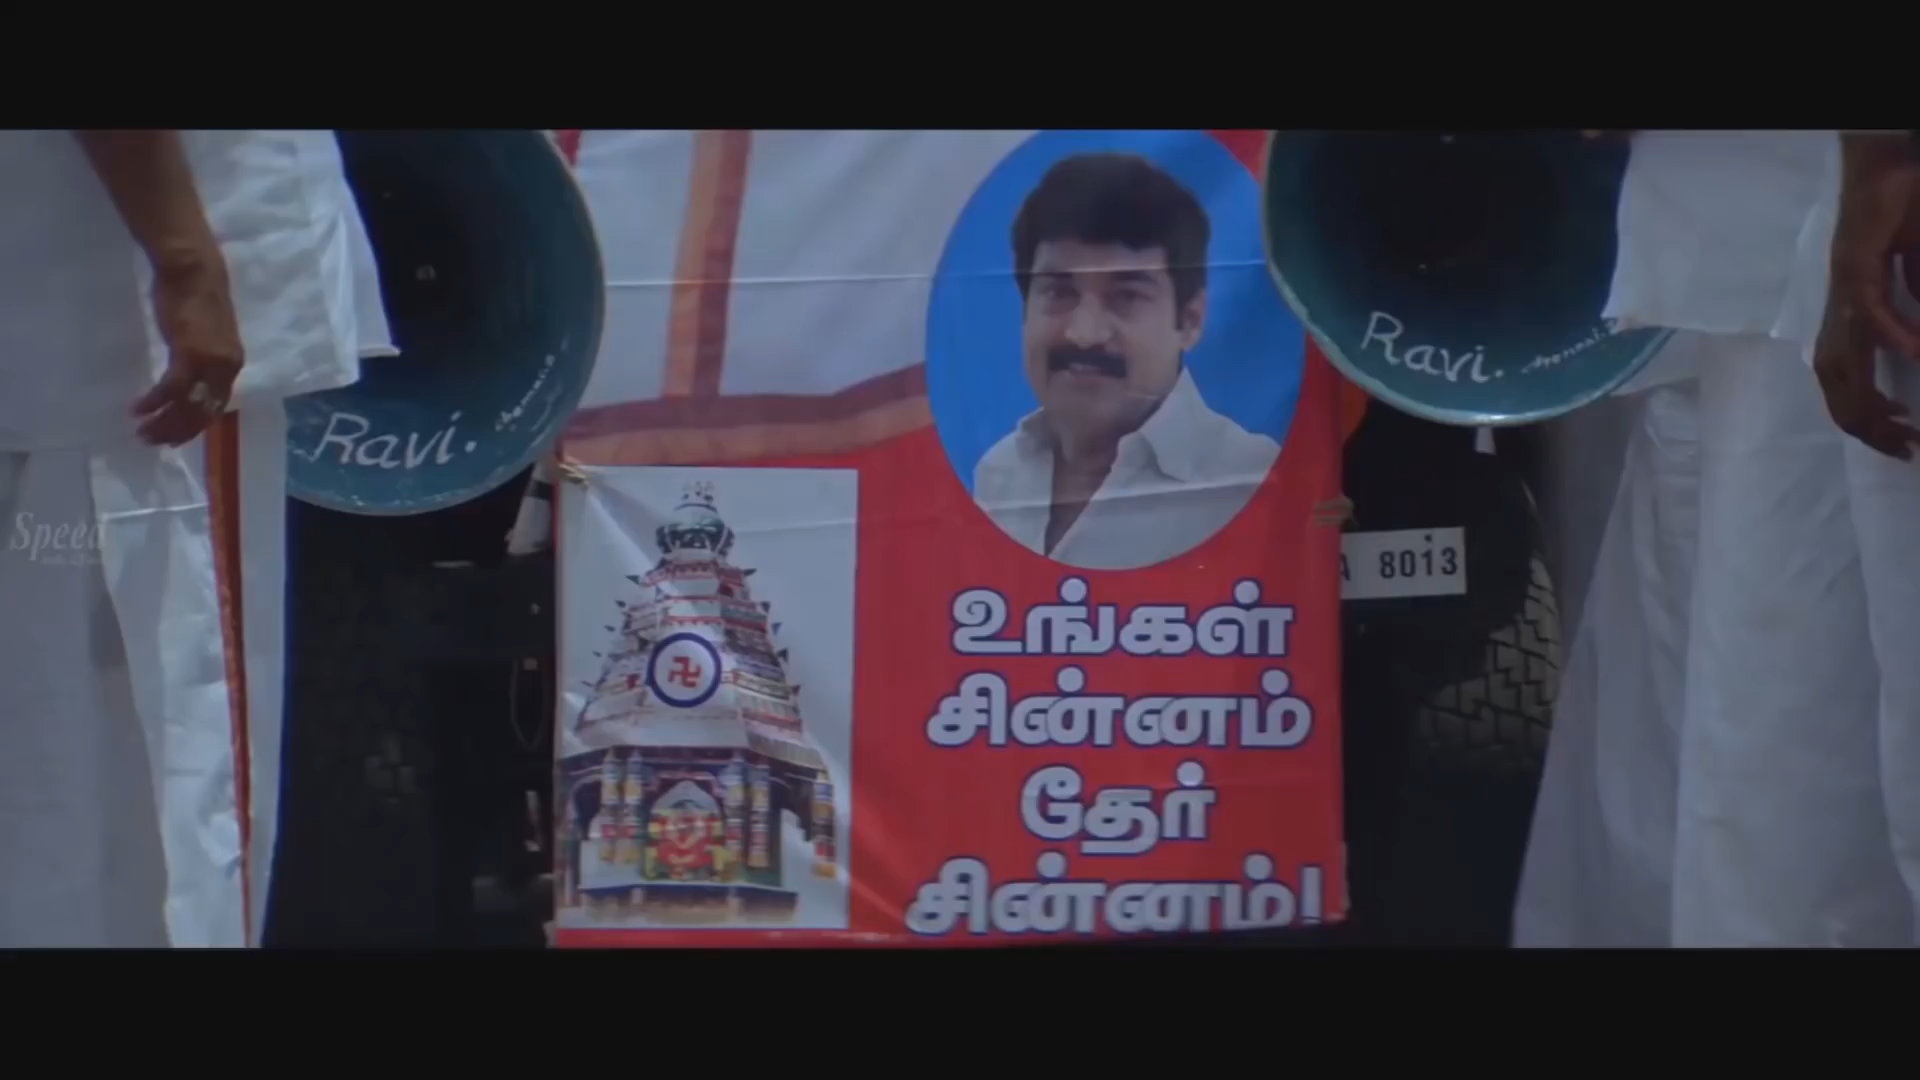 Ravi.
Ravi.
Speed
A 8013
உங்கள்
சின்னம்
தேர்
சின்னம்!